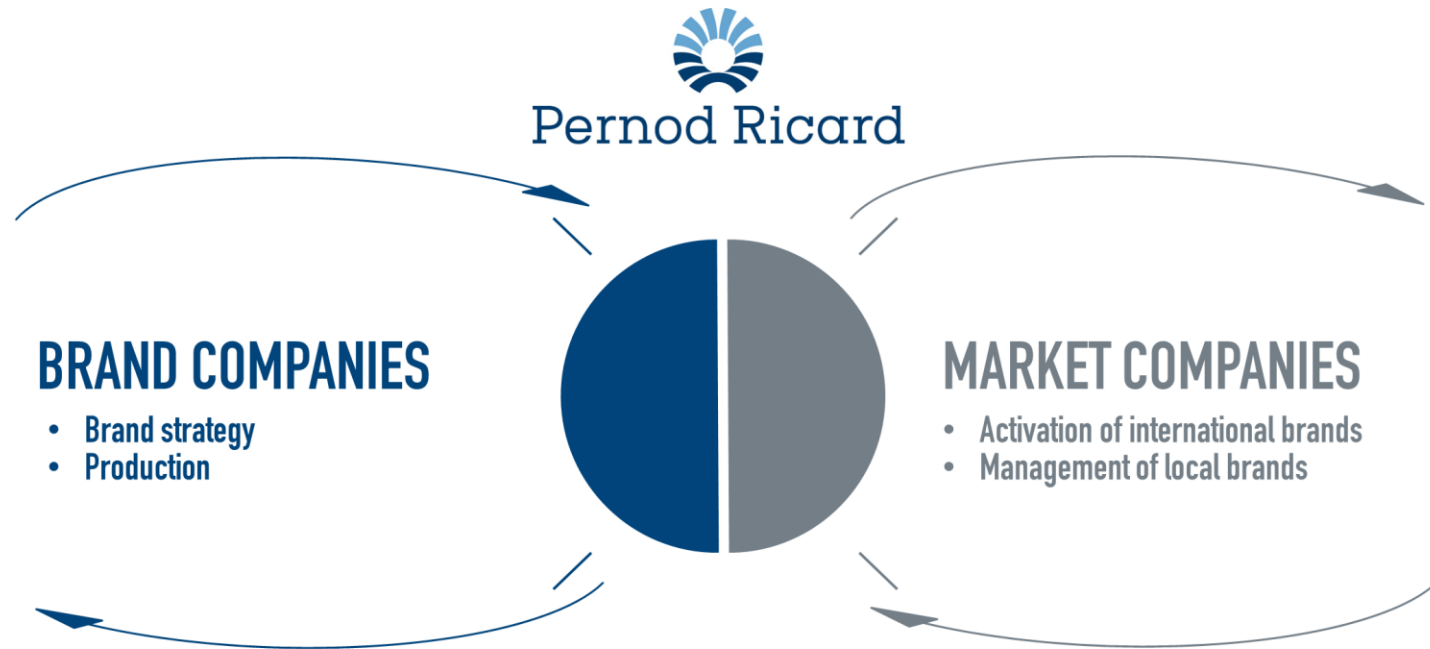 Pernod Ricard
BRAND COMPANIES
• Brand strategy
• Production
MARKET COMPANIES
• Activation of international brands
• Management of local brands